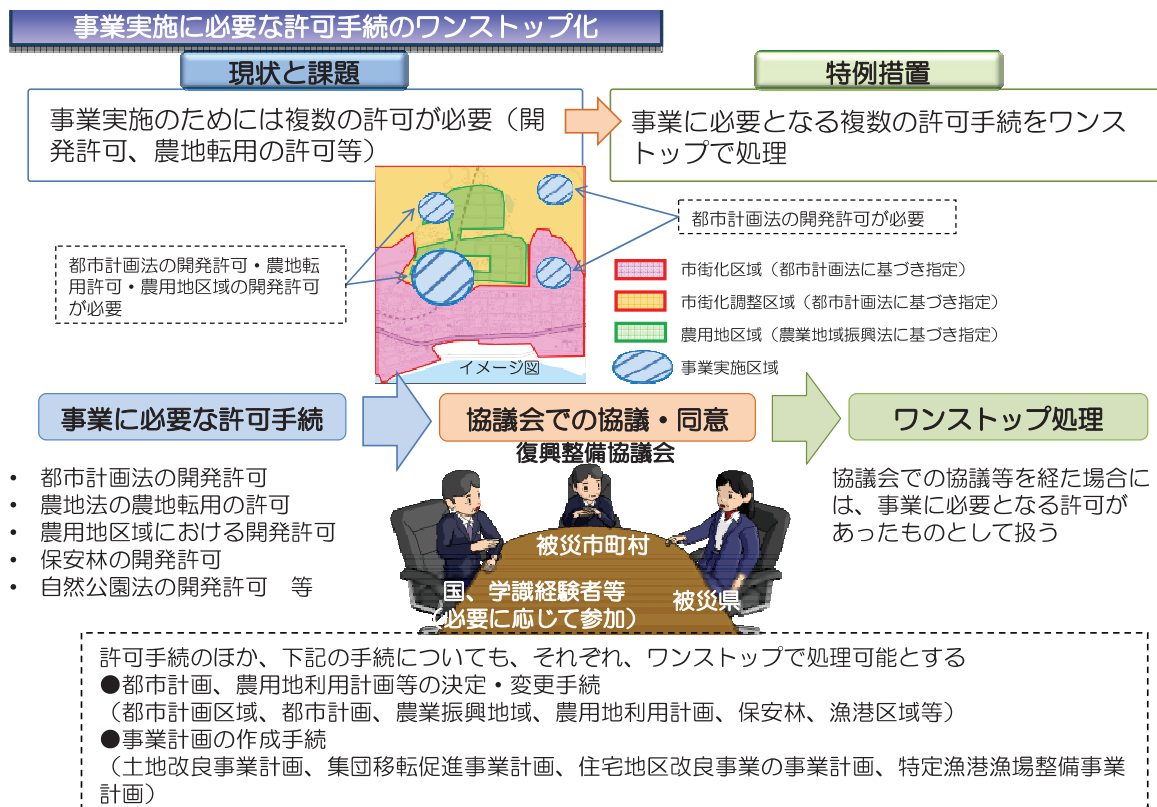 事業実施に必要な許可手続のワンストップ化
現状と課題
特例措置
事業実施のためには複数の許可が必要（開
発許可、農地転用の許可等）
事業に必要となる複数の許可手続をワンス
トップで処理
都市計画法の開発許可が必要
都市計画法の開発許可・農地転
用許可・農用地区域の開発許可
が必要
市街化区域（都市計画法に基づき指定）
市街化調整区域（都市計画法に基づき指定）
農用地区域（農業地域振興法に基づき指定）
事業実施区域
イメージ図
事業に必要な許可手続
協議会での協議・同意
ワンストップ処理
• 都市計画法の開発許可
• 農地法の農地転用の許可
• 農用地区域における開発許可
• 保安林の開発許可
• 自然公園法の開発許可　等
復興整備協議会
被災市町村
国、学識経験者等
（必要に応じて参加）
被災県
協議会での協議等を経た場合に
は、事業に必要となる許可が
あったものとして扱う
許可手続のほか、下記の手続についても、それぞれ、ワンストップで処理可能とする
●都市計画、農用地利用計画等の決定・変更手続
（都市計画区域、都市計画、農業振興地域、農用地利用計画、保安林、漁港区域等）
●事業計画の作成手続
（土地改良事業計画、集団移転促進事業計画、住宅地区改良事業の事業計画、特定漁港漁場整備事業
計画）